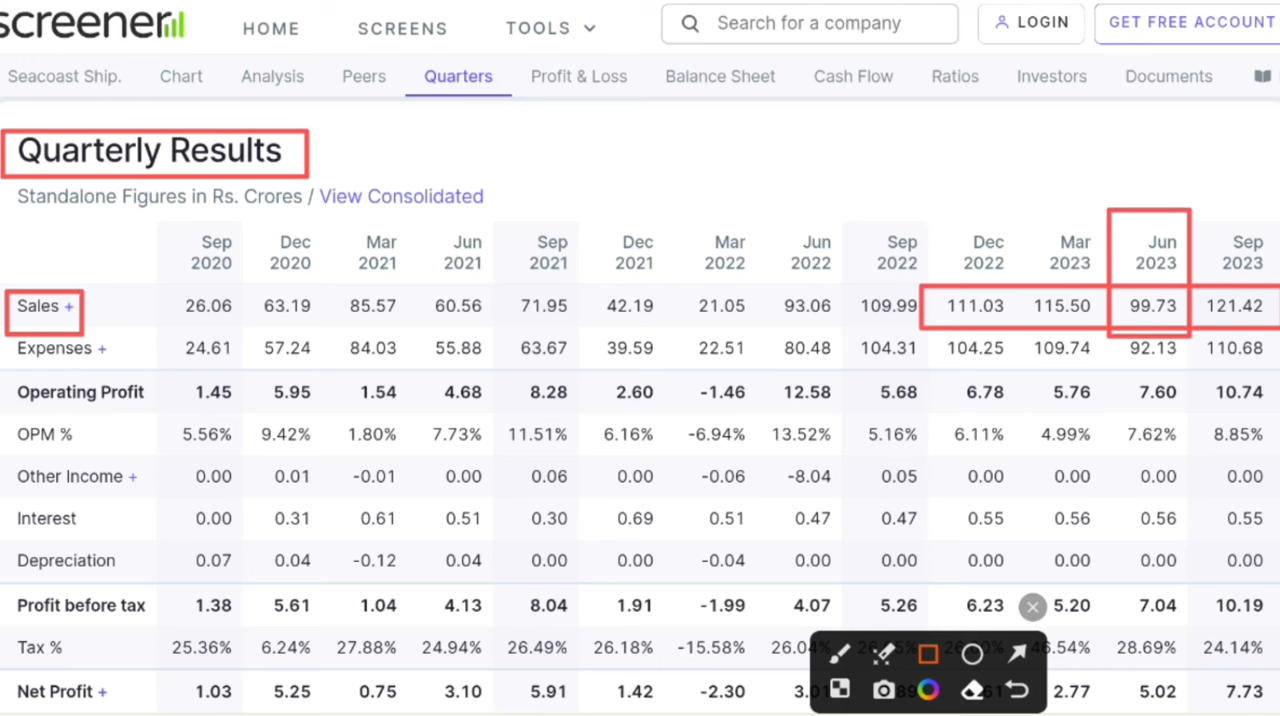 screener
HOME SCREENS TOOLS Search for a company LOGIN GET FREE ACCOUNT
Seacoast Ship. Chart Analysis Peers Quarters Profit & Loss Balance Sheet Cash Flow Ratios Investors Documents
Quarterly Results
Standalone Figures in Rs. Crores / View Consolidated
Sep 2020 Dec 2020 Mar 2021 Jun 2021 Sep 2021 Dec 2021 Mar 2022 Jun 2022 Sep 2022 Dec 2022 Mar 2023 Jun 2023 Sep 2023
Sales + 26.06 63.19 85.57 60.56 71.95 42.19 21.05 93.06 109.99 111.03 115.50 99.73 121.42
Expenses + 24.61 57.24 84.03 55.88 63.67 39.59 22.51 80.48 104.31 104.25 109.74 92.13 110.68
Operating Profit 1.45 5.95 1.54 4.68 8.28 2.60 -1.46 12.58 5.68 6.78 5.76 7.60 10.74
OPM % 5.56% 9.42% 1.80% 7.73% 11.51% 6.16% -6.94% 13.52% 5.16% 6.11% 4.99% 7.62% 8.85%
Other Income + 0.00 0.01 -0.01 0.00 0.06 0.00 -0.06 -8.04 0.05 0.00 0.00 0.00 0.00
Interest 0.00 0.31 0.61 0.51 0.30 0.69 0.51 0.47 0.47 0.55 0.56 0.56 0.55
Depreciation 0.07 0.04 -0.12 0.04 0.00 0.00 -0.04 0.00 0.00 0.00 0.00 0.00 0.00
Profit before tax 1.38 5.61 1.04 4.13 8.04 1.91 -1.99 4.07 5.26 6.23 5.20 7.04 10.19
Tax % 25.36% 6.24% 27.88% 24.94% 26.49% 26.18% -15.58% 28.69% 24.14%
Net Profit + 1.03 5.25 0.75 3.10 5.91 1.42 -2.30 2.77 5.02 7.73